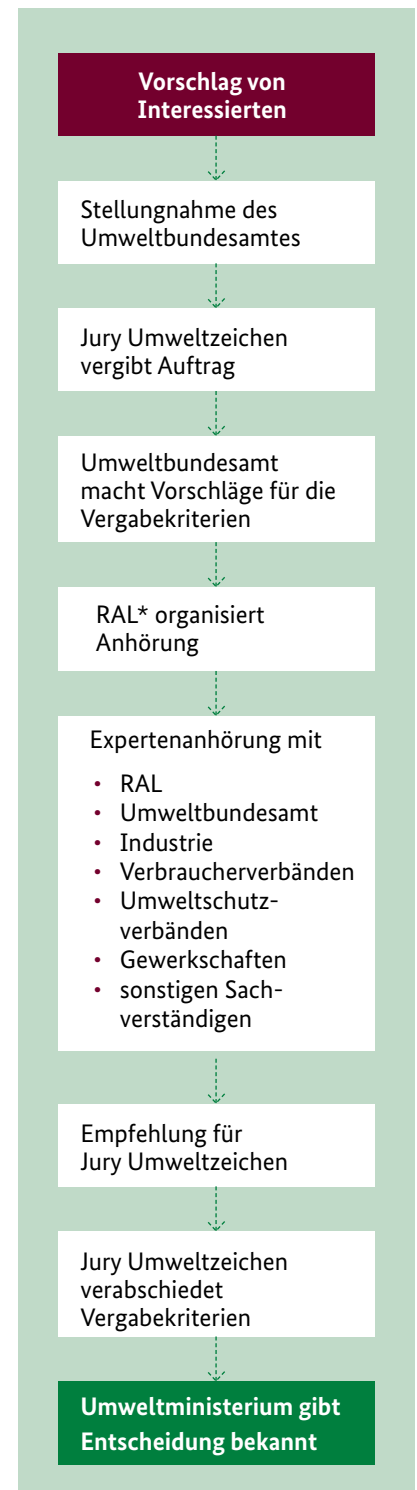 Vorschlag von
Interessierten
Stellungnahme des
Umweltbundesamtes
Jury Umweltzeichen
vergibt Auftrag
Umweltbundesamt
macht Vorschläge für die
Vergabekriterien
RAL* organisiert
Anhörung
Expertenanhörung mit
• RAL
• Umweltbundesamt
• Industrie
• Verbraucherverbänden
• Umweltschutz-
verbänden
• Gewerkschaften
• sonstigen Sach-
verständigen
Empfehlung für
Jury Umweltzeichen
Jury Umweltzeichen
verabschiedet
Vergabekriterien
Umweltministerium gibt
Entscheidung bekannt